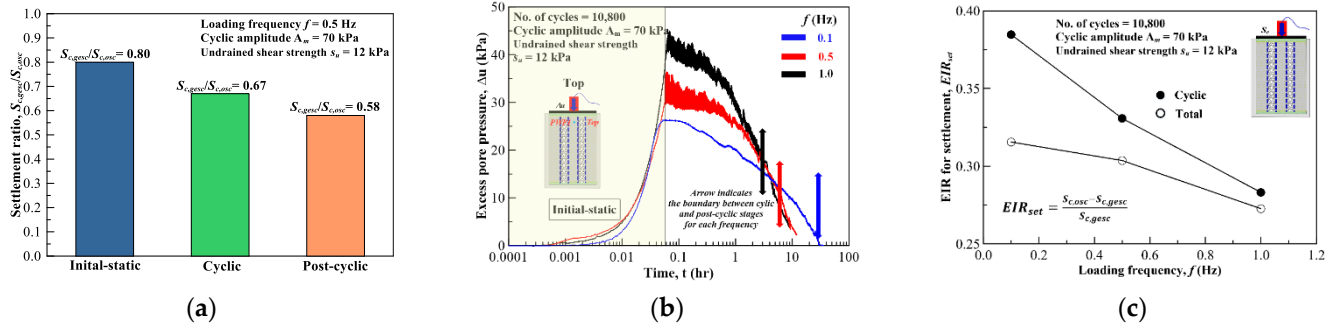 Loading frequency f = 0.5 Hz
Cyclic amplitude Am = 70 kPa
Undrained shear strength su = 12 kPa
Sc,gesc/Sc,osc = 0.80
Sc,gesc/Sc,osc = 0.67
Sc,gesc/Sc,osc = 0.58
Settlement ratio, Sc,gesc/Sc,osc
1.0
0.9
0.8
0.7
0.6
0.5
0.4
0.3
0.2
0.1
0.0
Inital-static
Cyclic
Post-cyclic
(a)
No. of cycles = 10,800
Cyclic amplitude Am = 70 kPa
Undrained shear strength
su = 12 kPa
f (Hz)
0.1
0.5
1.0
Top
Δu
Top
Initial-static
Arrow indicates
the boundary between cylic
and post-cyclic stages
for each frequency
Excess pore pressure, Δu (kPa)
50
45
40
35
30
25
20
15
10
5
0
0.0001
0.001
0.01
0.1
1
10
100
Time, t (hr)
(b)
No. of cycles = 10,800
Cyclic amplitude Am = 70 kPa
Undrained shear strength su = 12 kPa
Sc
Cyclic
Total
EIRset = Sc,osc−Sc,gesc / Sc,gesc
EIR for settlement, EIRset
0.40
0.35
0.30
0.25
0.0
0.2
0.4
0.6
0.8
1.0
1.2
Loading frequency, f (Hz)
(c)